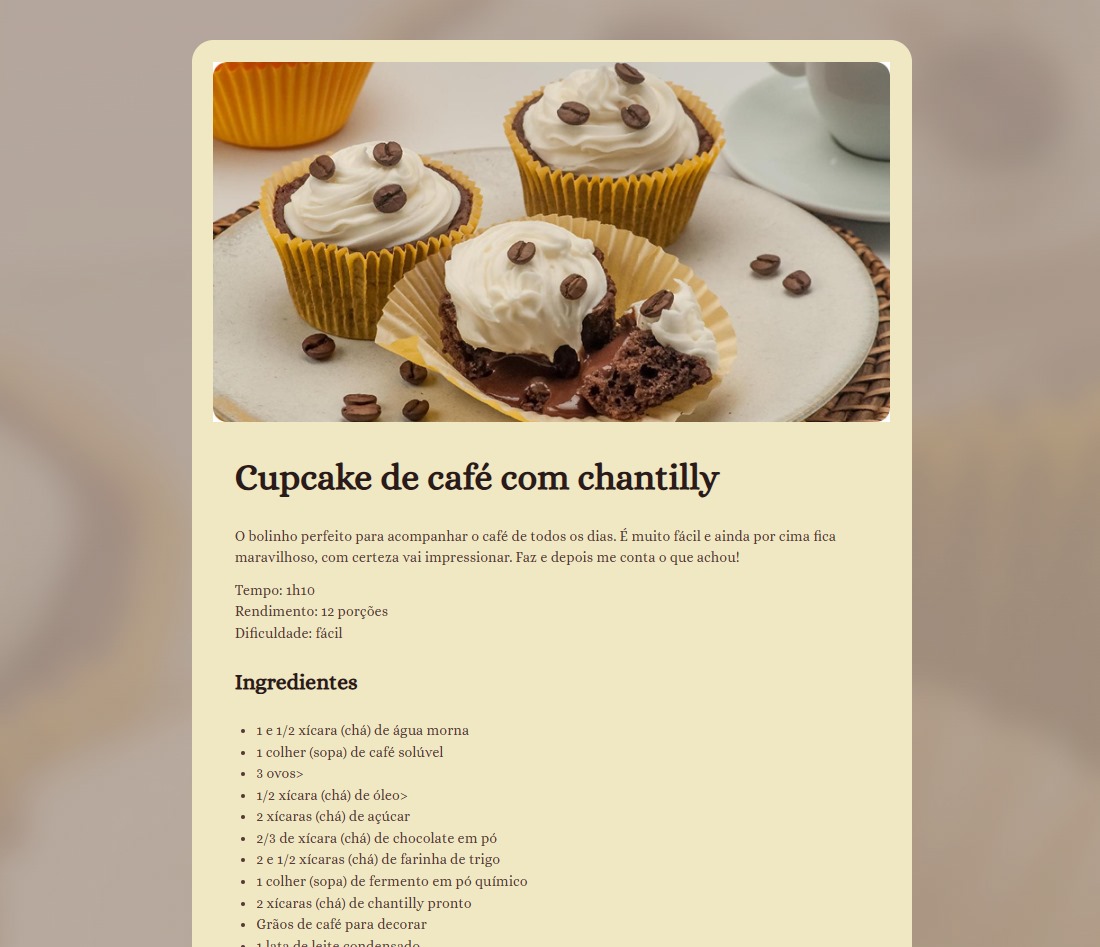 Cupcake de café com chantilly
O bolinho perfeito para acompanhar o café de todos os dias. É muito fácil e ainda por cima fica
maravilhoso, com certeza vai impressionar. Faz e depois me conta o que achou!
Tempo: 1h10
Rendimento: 12 porções
Dificuldade: fácil
Ingredientes
1 e 1/2 xícara (chá) de água morna
1 colher (sopa) de café solúvel
3 ovos>
1/2 xícara (chá) de óleo>
2 xícaras (chá) de açúcar
2/3 de xícara (chá) de chocolate em pó
2 e 1/2 xícaras (chá) de farinha de trigo
1 colher (sopa) de fermento em pó químico
2 xícaras (chá) de chantilly pronto
Grãos de café para decorar
1 lata de leite condensado